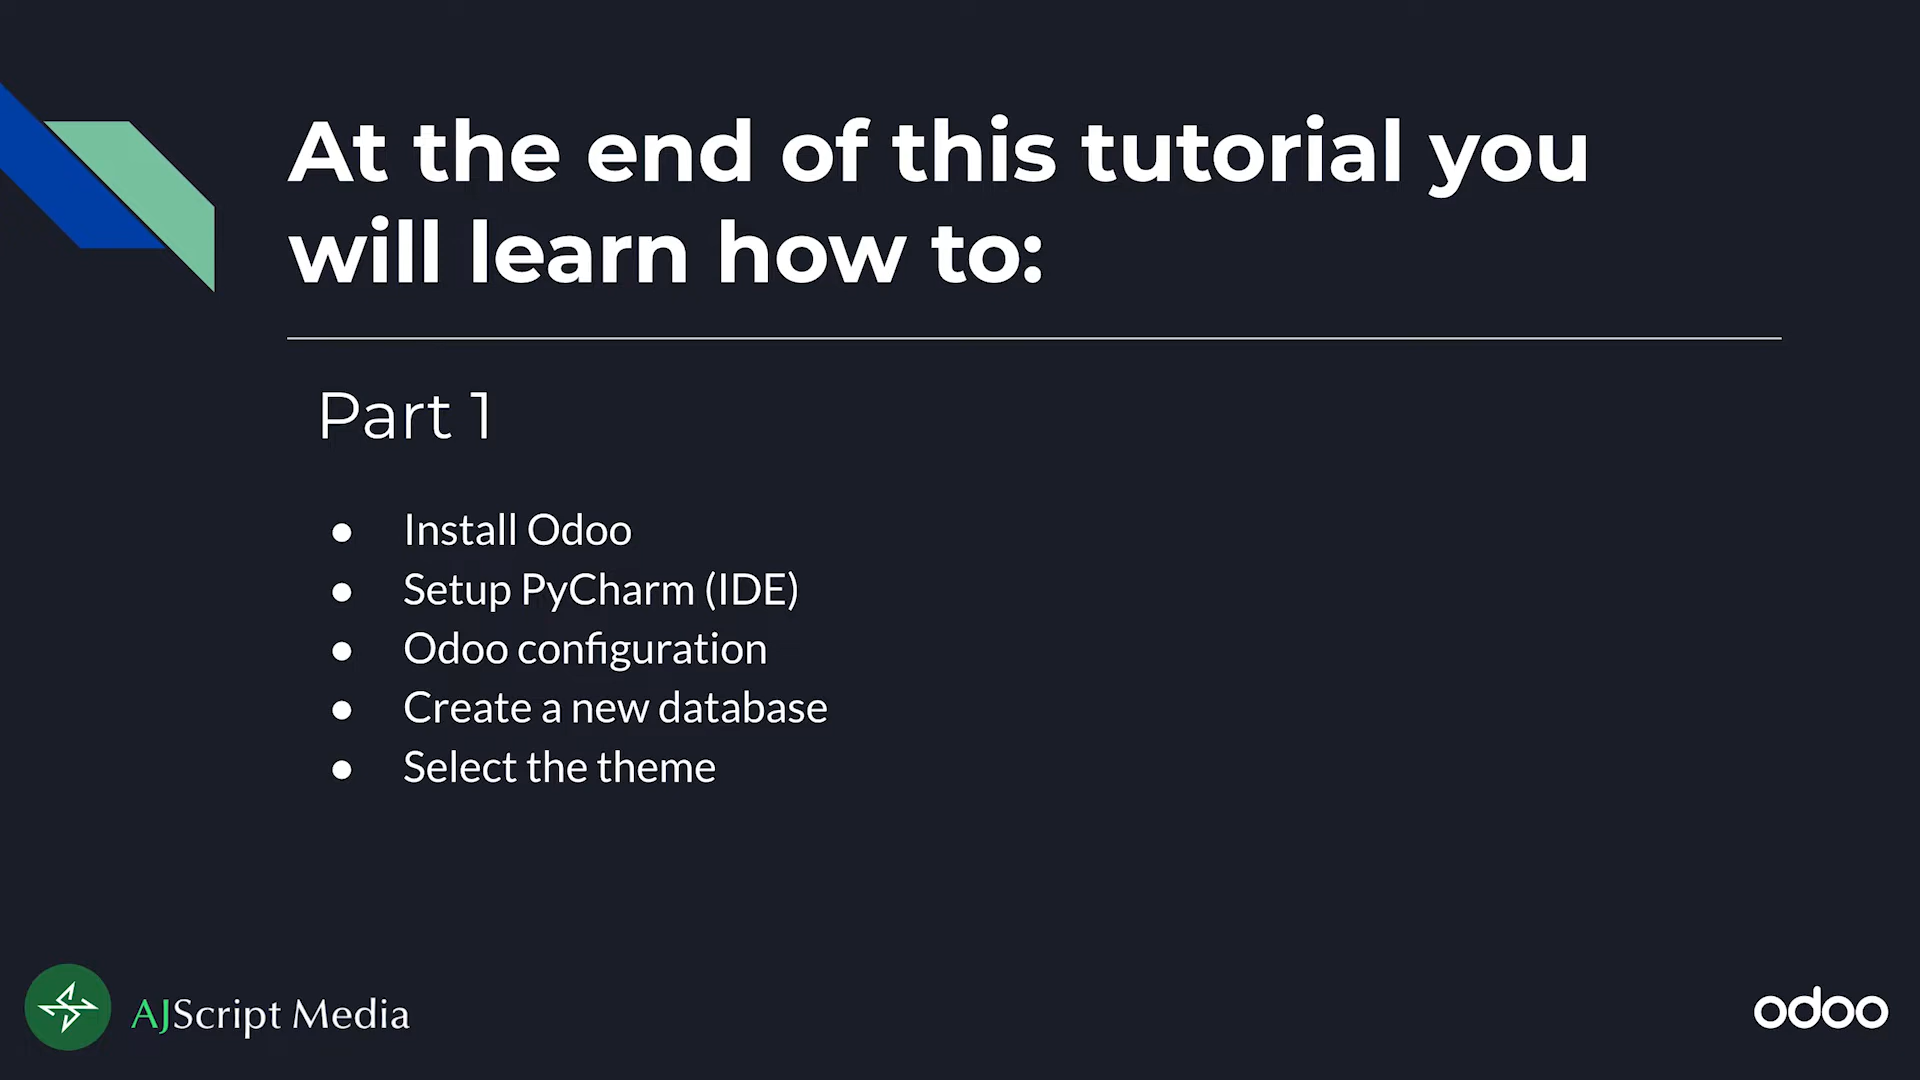 At the end of this tutorial you
will learn how to:
Part 1
● Install Odoo
● Setup PyCharm (IDE)
● Odoo configuration
● Create a new database
● Select the theme
AJScript Media
odoo